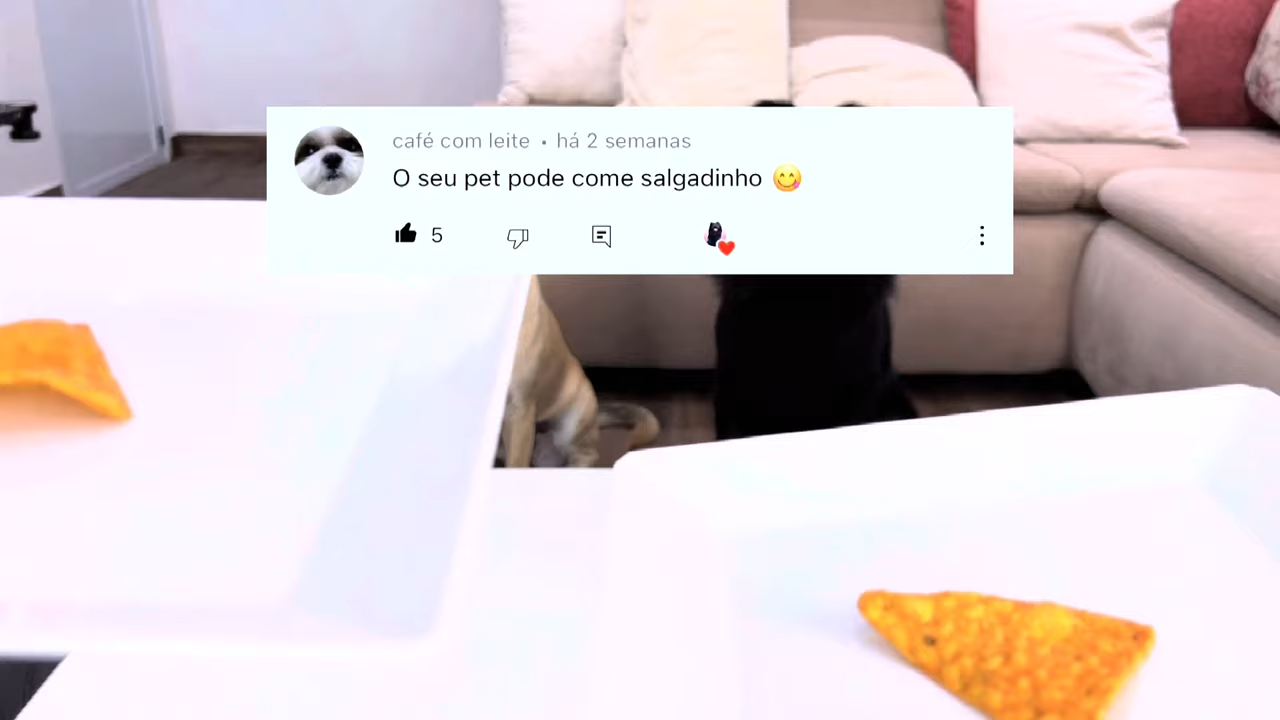 café com leite • há 2 semanas
O seu pet pode come salgadinho 😋
5